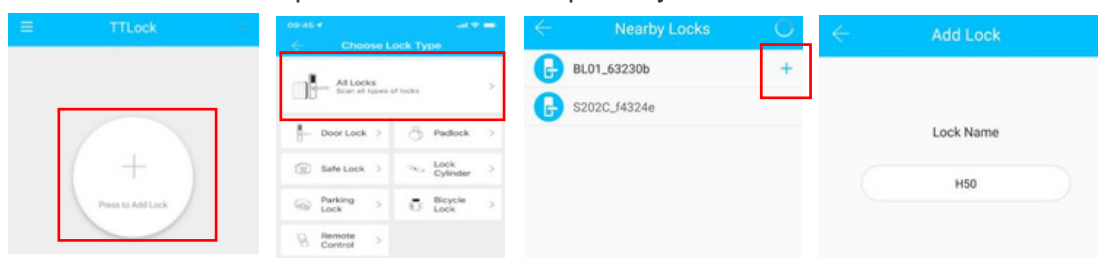 TTLock
Press to Add Lock
09:45
Choose Lock Type
All Locks
Scan all types of locks
Door Lock
Padlock
Safe Lock
Lock
Cylinder
Parking
Lock
Bicycle
Lock
Remote
Control
Nearby Locks
BL01_63230b
S202C_f4324e
Add Lock
Lock Name
H50